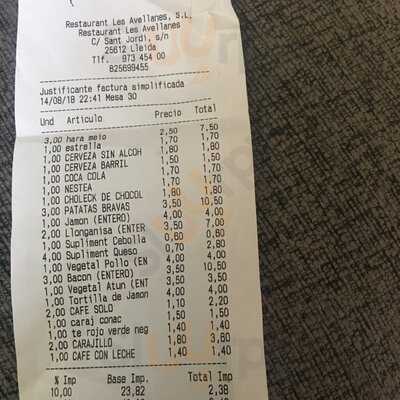 Restaurant Les Avellanes, S.L.
Restaurant Les Avellanes
C/ Sant Jordi, s/n
25612 Lleida
Tlf. 973 454 00
B25699455
Justificante factura simplificada
14/08/18 22:41 Mesa 30
Und Articulo Precio Total
3,00 hara meio 2,50 7,50
1,00 estrella 1,70 1,70
1,00 CERVEZA SIN ALCOH 1,80 1,80
1,00 CERVEZA BARRIL 1,50 1,50
1,00 COCA COLA 1,70 1,70
1,00 NESTEA 1,70 1,70
1,00 CHOLECK DE CHOCOL 1,80 1,80
3,00 PATATAS BRAVAS 3,50 10,50
1,00 Jamon (ENTERO) 4,00 4,00
2,00 Llonganisa (ENTER 3,50 7,00
1,00 Supliment Cebolla 0,60 0,60
4,00 Supliment Queso 0,70 2,80
1,00 Vegetal Pollo (EN 4,00 4,00
3,00 Bacon (ENTERO) 3,50 10,50
1,00 Vegetal Atun (ENT 3,50 3,50
1,00 Tortilla de Jamon 4,00 4,00
2,00 CAFE SOLO 1,10 2,20
1,00 caraj conac 1,50 1,50
1,00 te rojo verde neg 1,40 1,40
2,00 CARAJILLO 1,80 3,60
1,00 CAFE CON LECHE 1,40 1,40
% Imp Base Imp. Total Imp
10,00 23,82 2,38